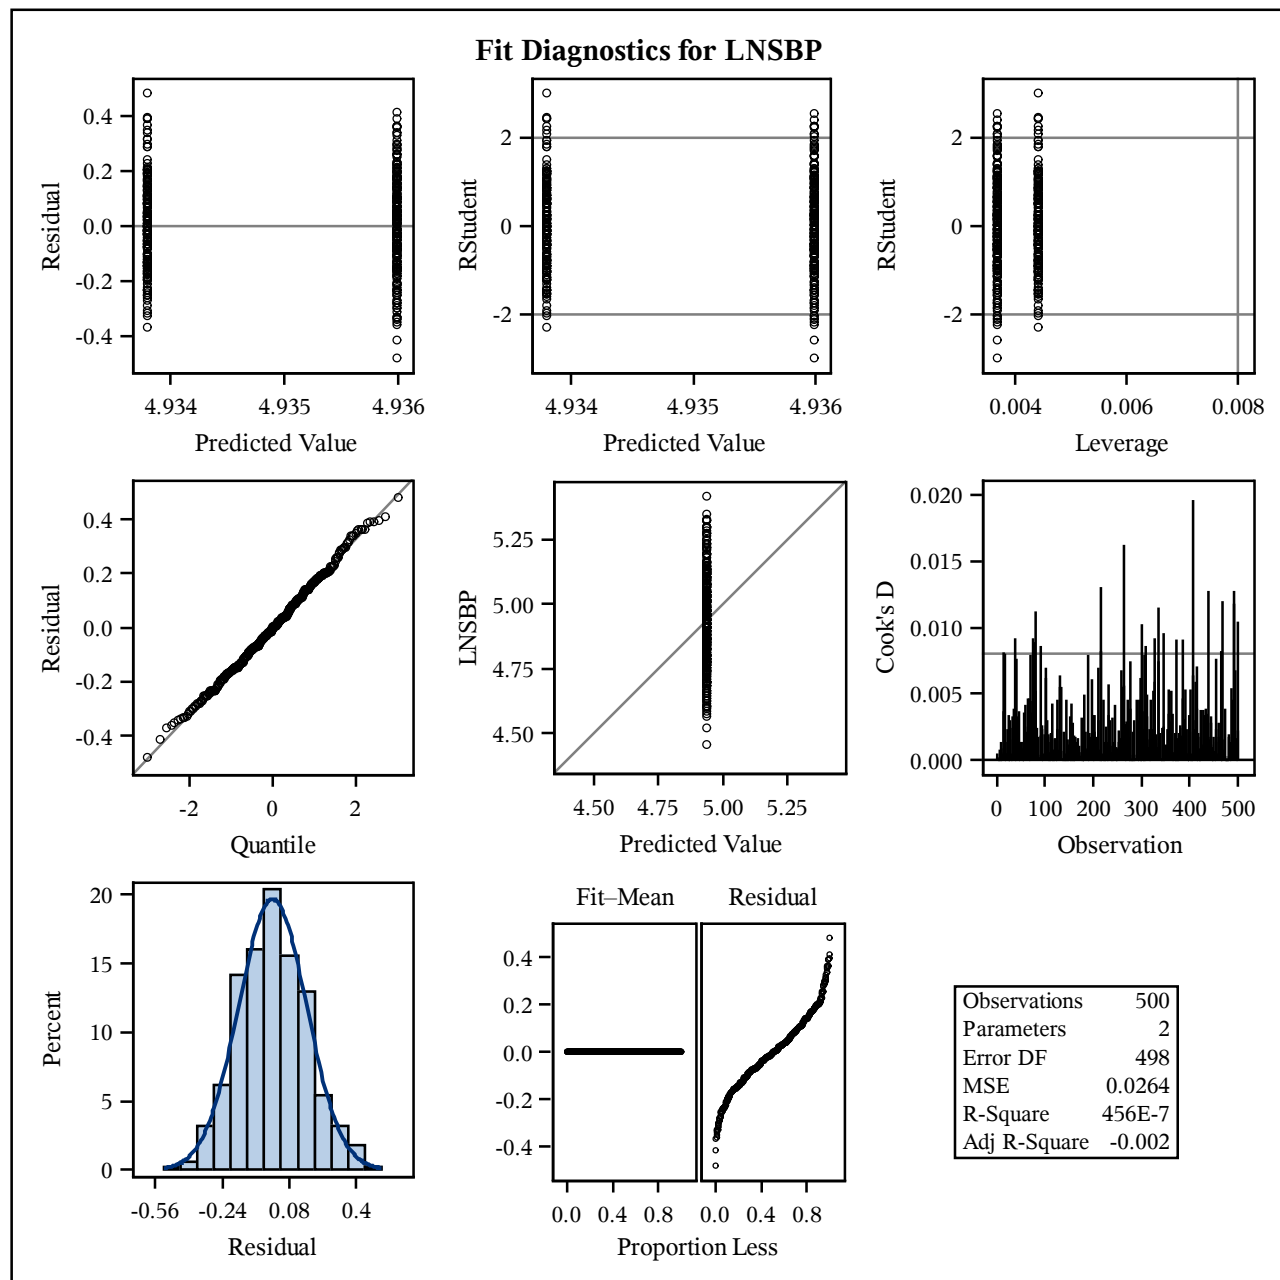 Fit Diagnostics for LNSBP
0.4
0.2
0.0
-0.2
-0.4
Residual
4.934 4.935 4.936
Predicted Value
2
0
-2
RStudent
4.934 4.935 4.936
Predicted Value
2
0
-2
RStudent
0.004 0.006 0.008
Leverage
0.4
0.2
0.0
-0.2
-0.4
Residual
-2 0 2
Quantile
5.25
5.00
4.75
4.50
LNSBP
4.50 4.75 5.00 5.25
Predicted Value
0.020
0.015
0.010
0.005
0.000
Cook's D
0 100 200 300 400 500
Observation
20
15
10
5
0
Percent
-0.56 -0.24 0.08 0.4
Residual
Fit–Mean Residual
0.4
0.2
0.0
-0.2
-0.4
0.0 0.4 0.8 0.0 0.4 0.8
Proportion Less
Observations 500
Parameters 2
Error DF 498
MSE 0.0264
R-Square 456E-7
Adj R-Square -0.002